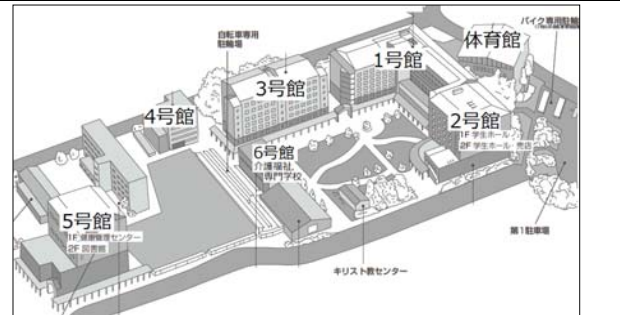 自転車専用
駐輪場
バイク専用駐輪
体育館
1号館
3号館
4号館
2号館
1F 学生ホール
2F 学生ホール・売店
6号館
介護福祉
専門学校
5号館
1F 健康管理センター
2F 図書館
第1駐車場
キリスト教センター